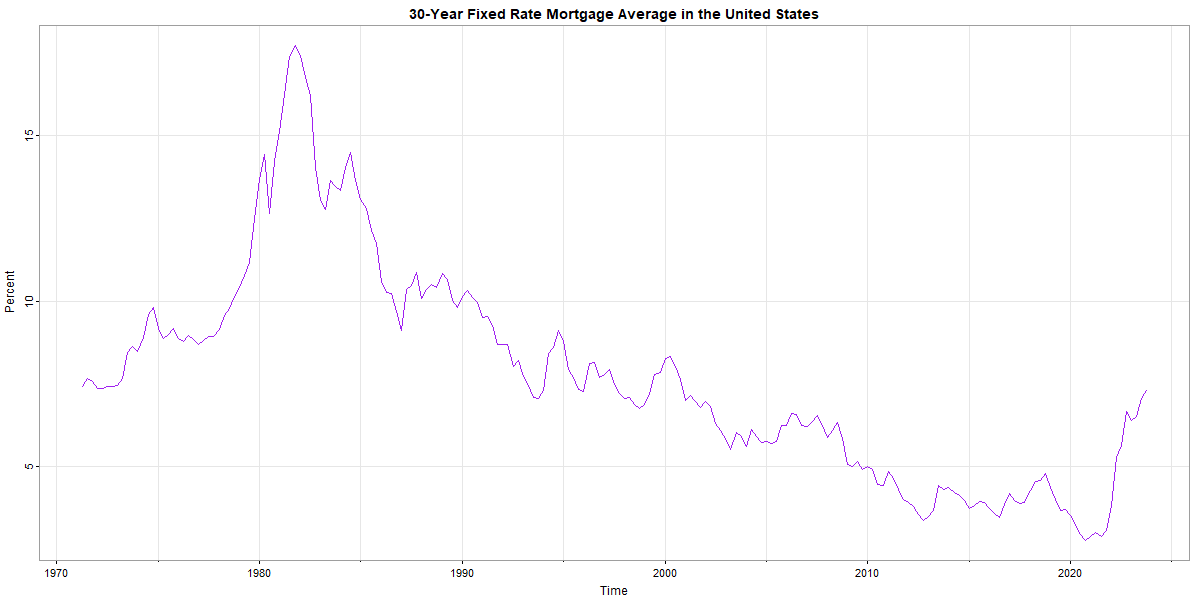 30-Year Fixed Rate Mortgage Average in the United States
Percent
15
10
5
1970 1980 1990 2000 2010 2020
Time